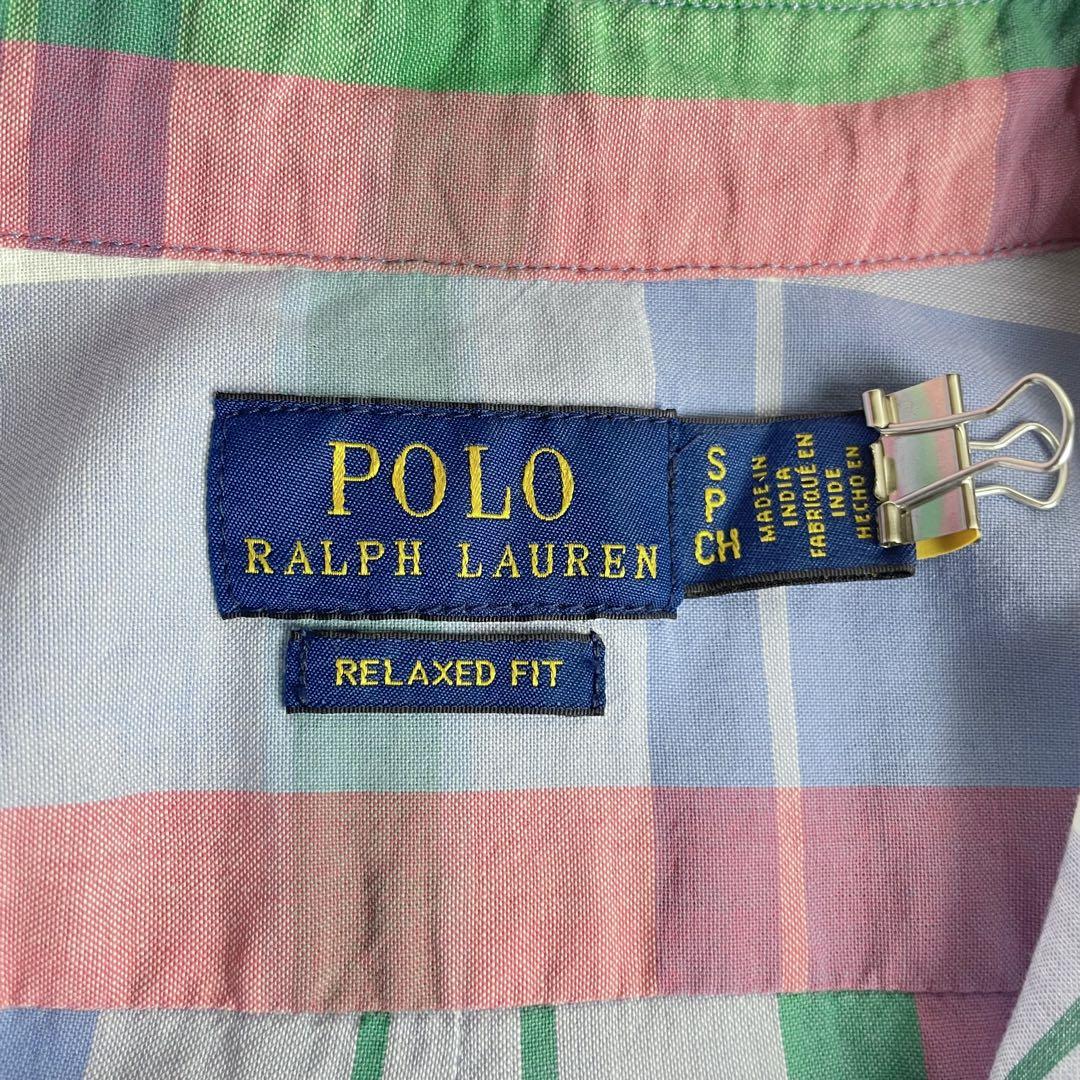 POLO
RALPH LAUREN
RELAXED FIT
S
P
CH
MADE IN
INDIA
FABRIQUÉ EN
INDE
HECHO EN